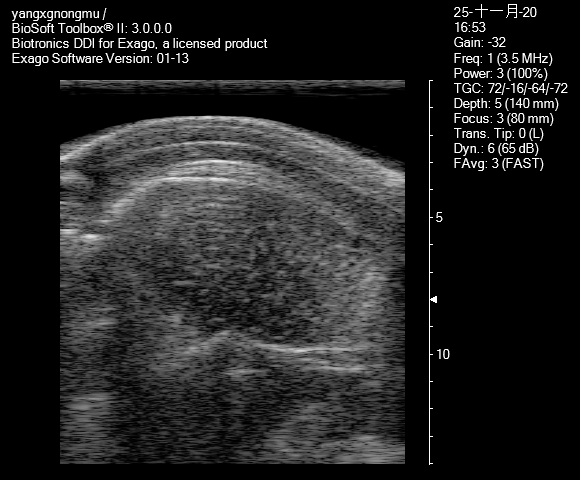 yangxgnongmu /
BioSoft Toolbox® II: 3.0.0.0
Biotronics DDI for Exago, a licensed product
Exago Software Version: 01-13
25-十一月-20
16:53
Gain: -32
Freq: 1 (3.5 MHz)
Power: 3 (100%)
TGC: 72/-16/-64/-72
Depth: 5 (140 mm)
Focus: 3 (80 mm)
Trans. Tip: 0 (L)
Dyn.: 6 (65 dB)
FAvg: 3 (FAST)
5
10